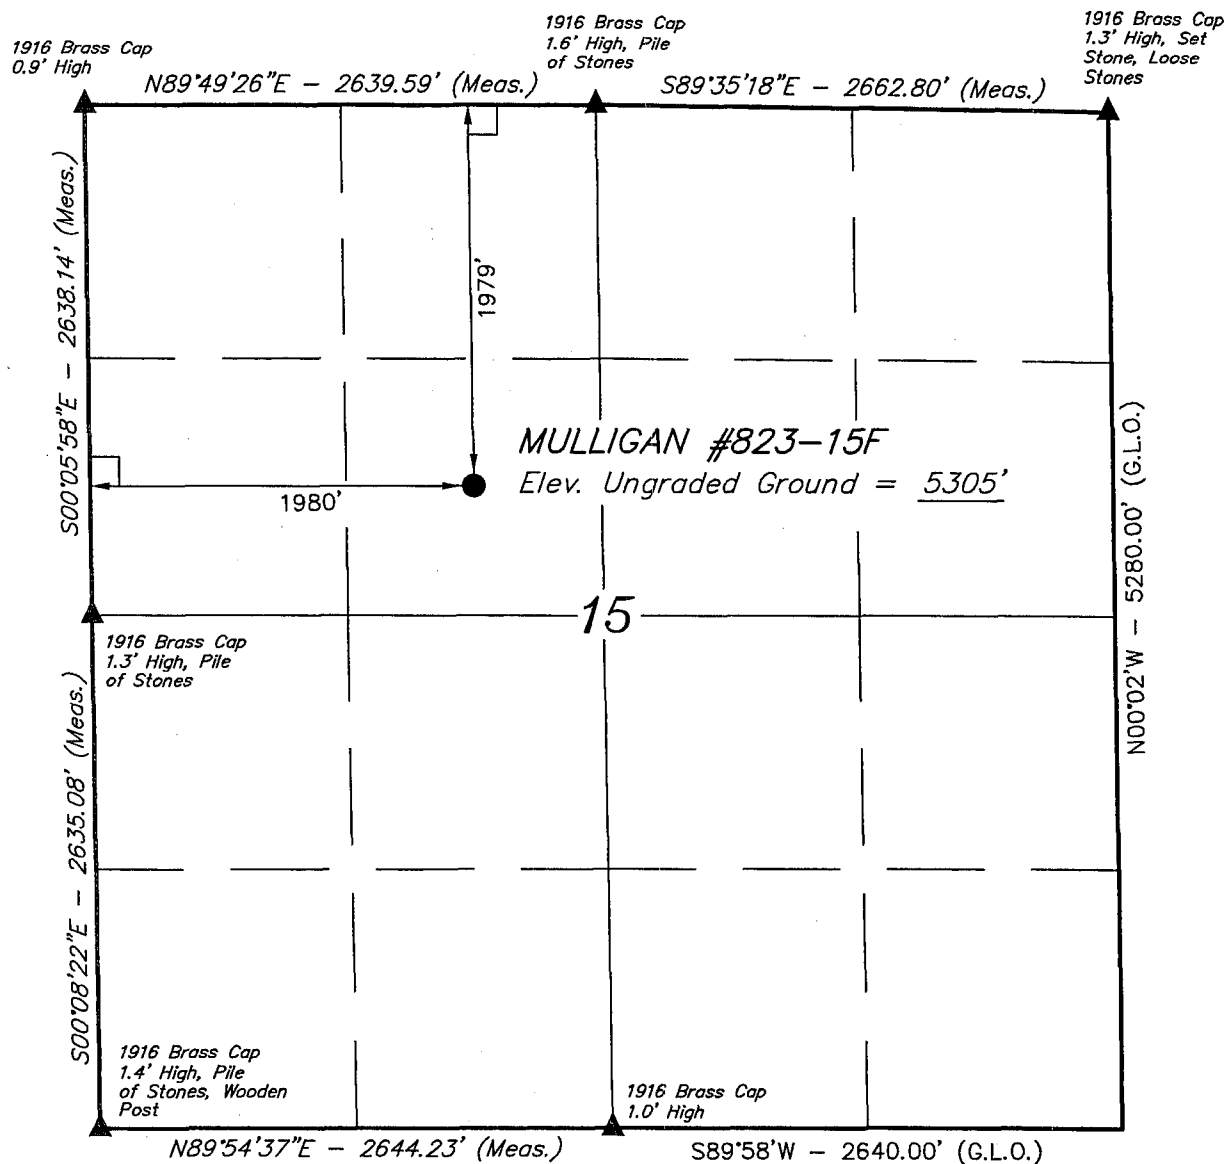 1916 Brass Cap
0.9' High
1916 Brass Cap
1.6' High, Pile
of Stones
1916 Brass Cap
1.3' High, Set
Stone, Loose
Stones
N89°49'26"E – 2639.59' (Meas.)
S89°35'18"E – 2662.80' (Meas.)
S00°05'58"E – 2638.14' (Meas.)
1979'
MULLIGAN #823–15F
Elev. Ungraded Ground = 5305'
1980'
N00°02'W – 5280.00' (G.L.O.)
15
1916 Brass Cap
1.3' High, Pile
of Stones
S00°08'22"E – 2635.08' (Meas.)
1916 Brass Cap
1.4' High, Pile
of Stones, Wooden
Post
1916 Brass Cap
1.0' High
N89°54'37"E – 2644.23' (Meas.)
S89°58'W – 2640.00' (G.L.O.)